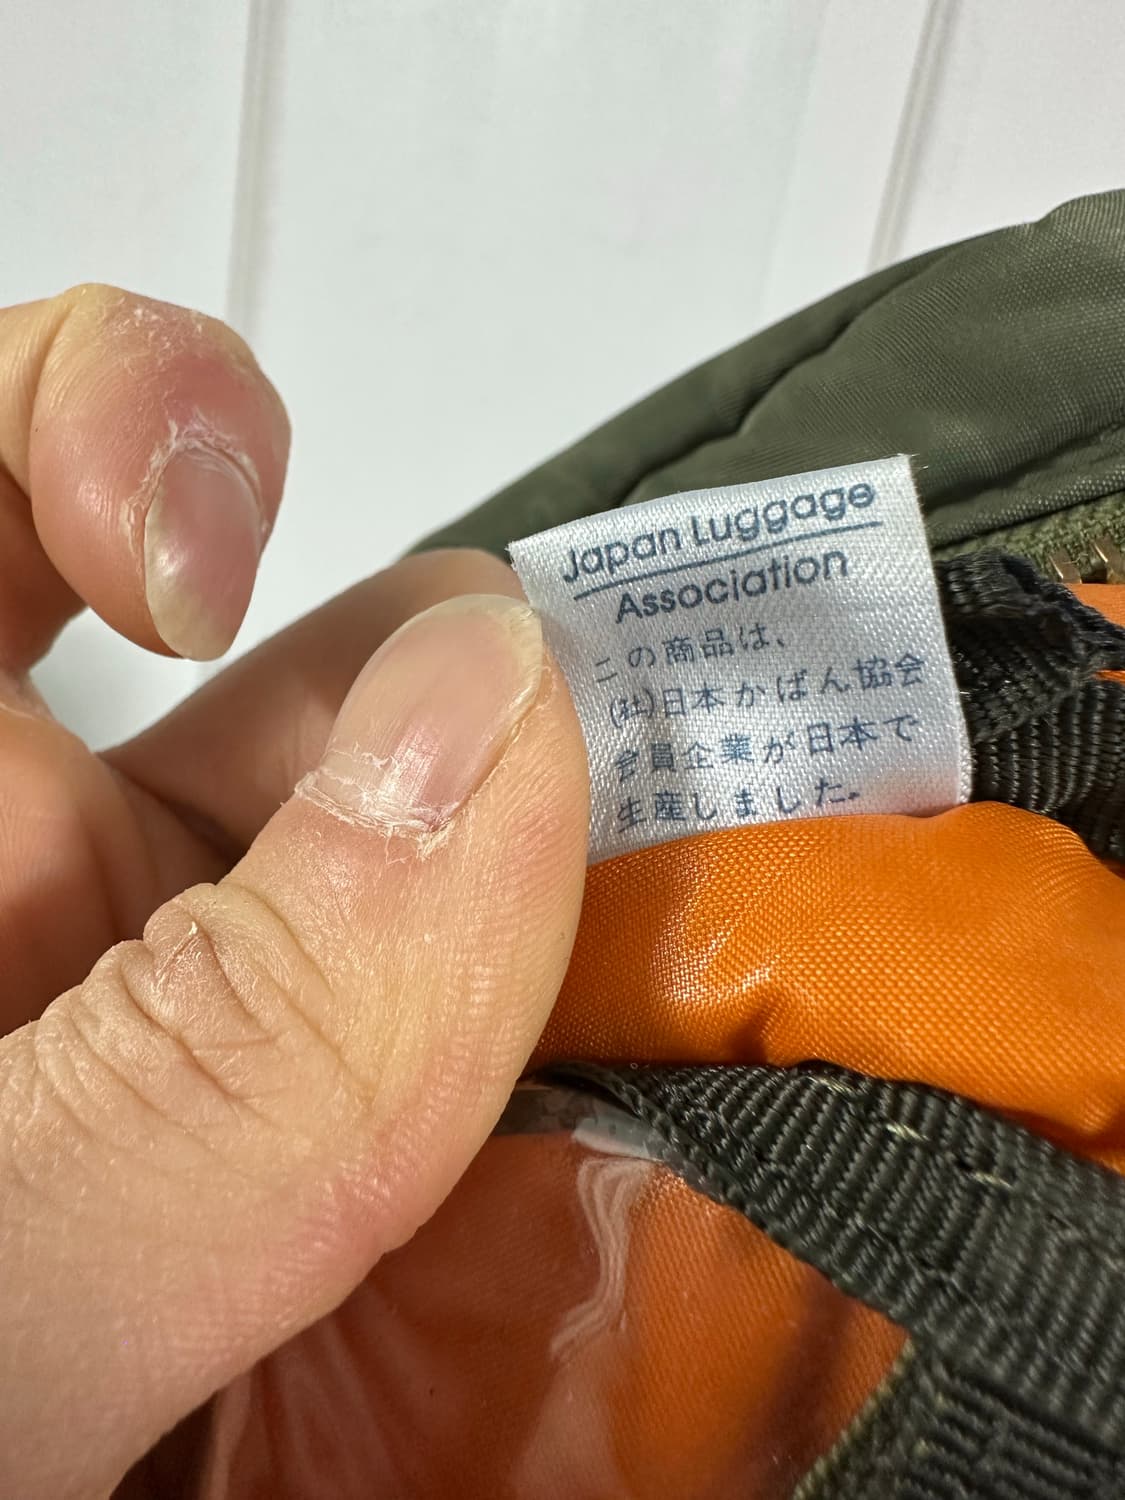 Japan Luggage
Association
この商品は、
(社)日本かばん協会
会員企業が日本で
生産しました。